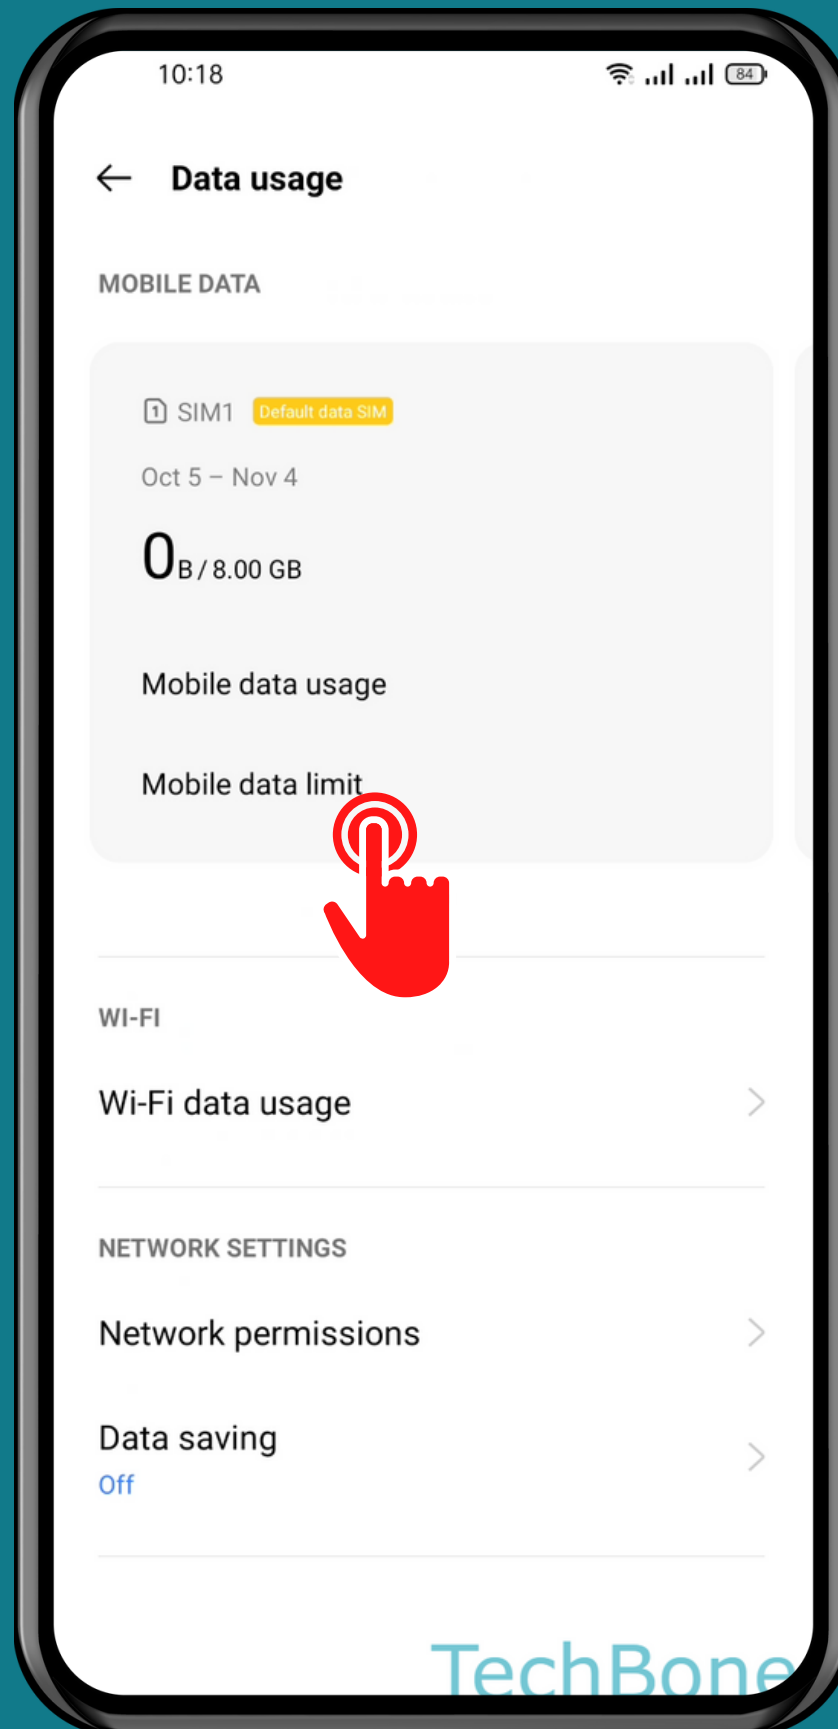 10:18
84
Data usage
MOBILE DATA
1 SIM1 Default data SIM
Oct 5 – Nov 4
0 B / 8.00 GB
Mobile data usage
Mobile data limit
WI-FI
Wi-Fi data usage
NETWORK SETTINGS
Network permissions
Data saving
Off
TechBone